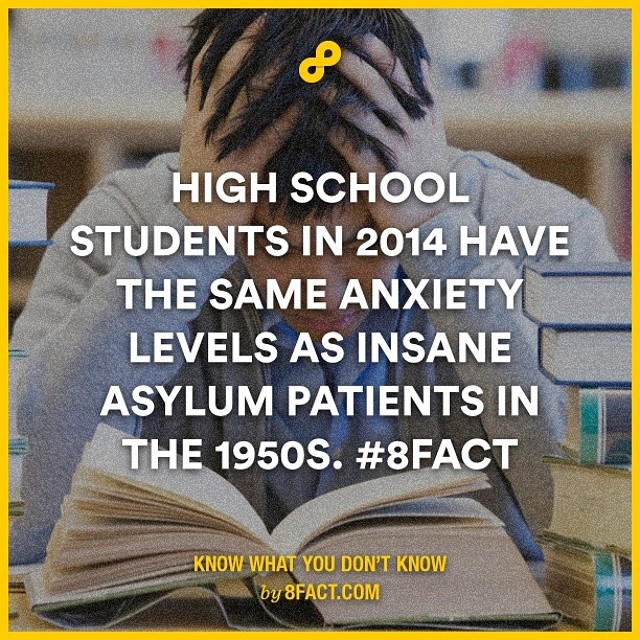 HIGH SCHOOL
STUDENTS IN 2014 HAVE
THE SAME ANXIETY
LEVELS AS INSANE
ASYLUM PATIENTS IN
THE 1950S. #8FACT
KNOW WHAT YOU DON'T KNOW
by 8FACT.COM